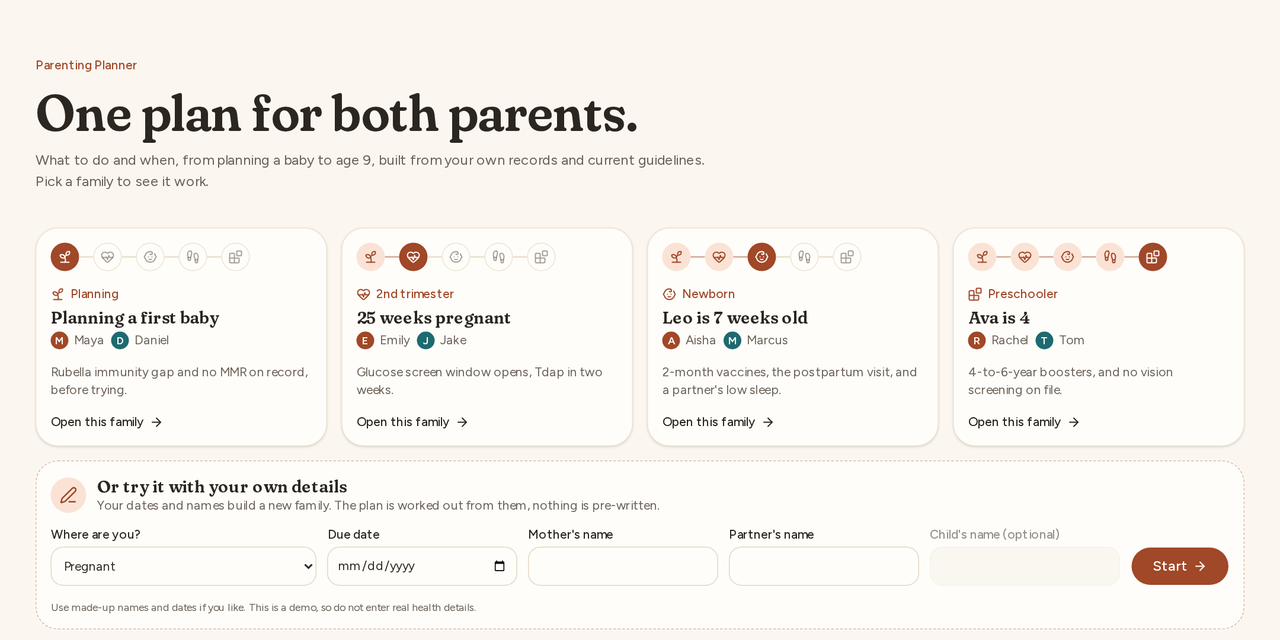 Parenting Planner
One plan for both parents.
What to do and when, from planning a baby to age 9, built from your own records and current guidelines.
Pick a family to see it work.
Planning
Planning a first baby
M Maya D Daniel
Rubella immunity gap and no MMR on record,
before trying.
Open this family →
2nd trimester
25 weeks pregnant
E Emily J Jake
Glucose screen window opens, Tdap in two
weeks.
Open this family →
Newborn
Leo is 7 weeks old
A Aisha M Marcus
2-month vaccines, the postpartum visit, and
a partner's low sleep.
Open this family →
Preschooler
Ava is 4
R Rachel T Tom
4-to-6-year boosters, and no vision
screening on file.
Open this family →
Or try it with your own details
Your dates and names build a new family. The plan is worked out from them, nothing is pre-written.
Where are you? Due date Mother's name Partner's name Child's name (optional)
Pregnant mm/dd/yyyy Start →
Use made-up names and dates if you like. This is a demo, so do not enter real health details.